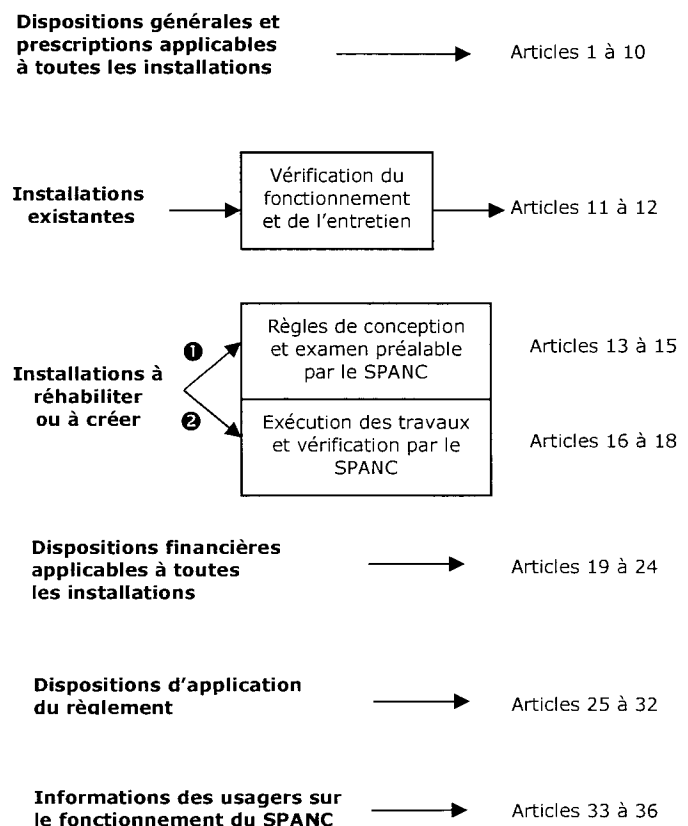 Dispositions générales et
prescriptions applicables
à toutes les installations
Articles 1 à 10
Installations
existantes
Vérification du
fonctionnement
et de l'entretien
Articles 11 à 12
Installations à
réhabiliter
ou à créer
❶
Règles de conception
et examen préalable
par le SPANC
Articles 13 à 15
❷
Exécution des travaux
et vérification par le
SPANC
Articles 16 à 18
Dispositions financières
applicables à toutes
les installations
Articles 19 à 24
Dispositions d'application
du règlement
Articles 25 à 32
Informations des usagers sur
le fonctionnement du SPANC
Articles 33 à 36